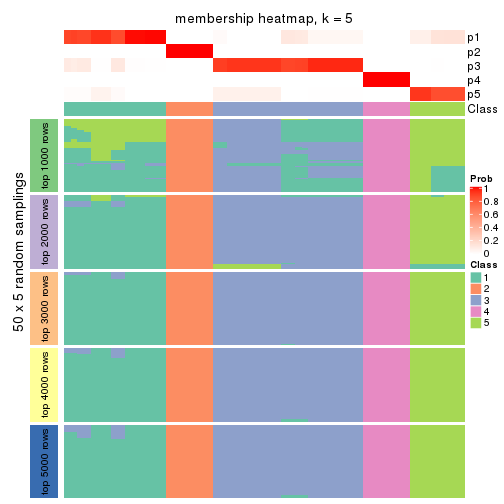 membership heatmap, k = 5
p1
p2
p3
p4
p5
Class
50 x 5 random samplings
top 1000 rows
top 2000 rows
top 3000 rows
top 4000 rows
top 5000 rows
Prob
1
0.8
0.6
0.4
0.2
0
Class
1
2
3
4
5